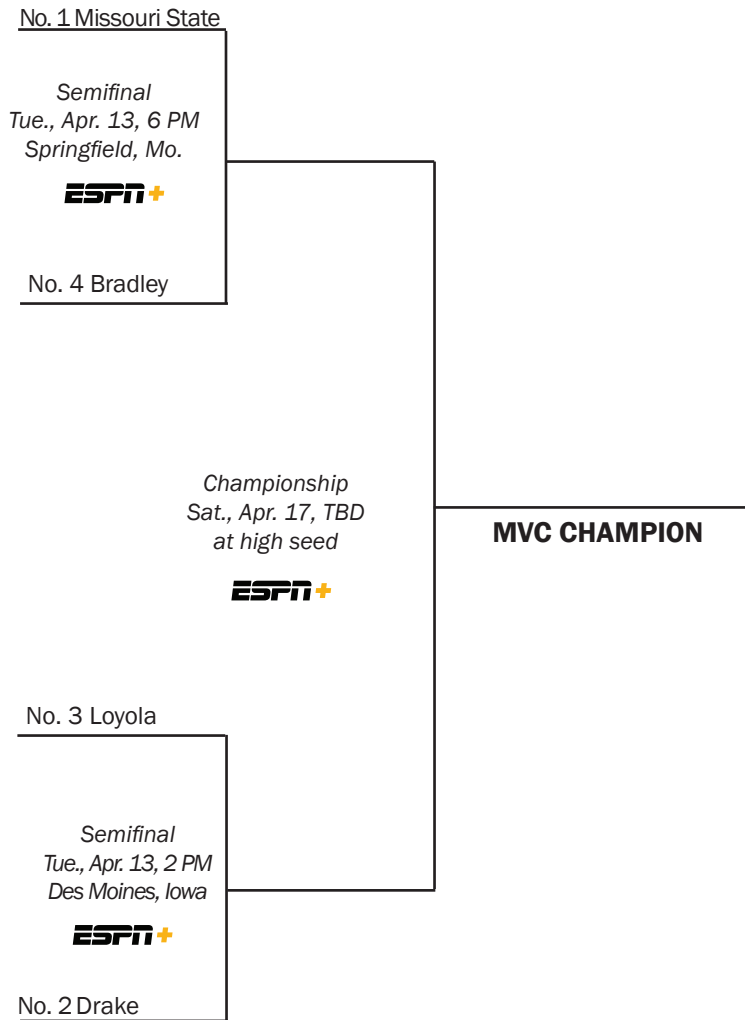 No. 1 Missouri State
Semifinal
Tue., Apr. 13, 6 PM
Springfield, Mo.
ESPN+
No. 4 Bradley
Championship
Sat., Apr. 17, TBD
at high seed
ESPN+
MVC CHAMPION
No. 3 Loyola
Semifinal
Tue., Apr. 13, 2 PM
Des Moines, Iowa
ESPN+
No. 2 Drake